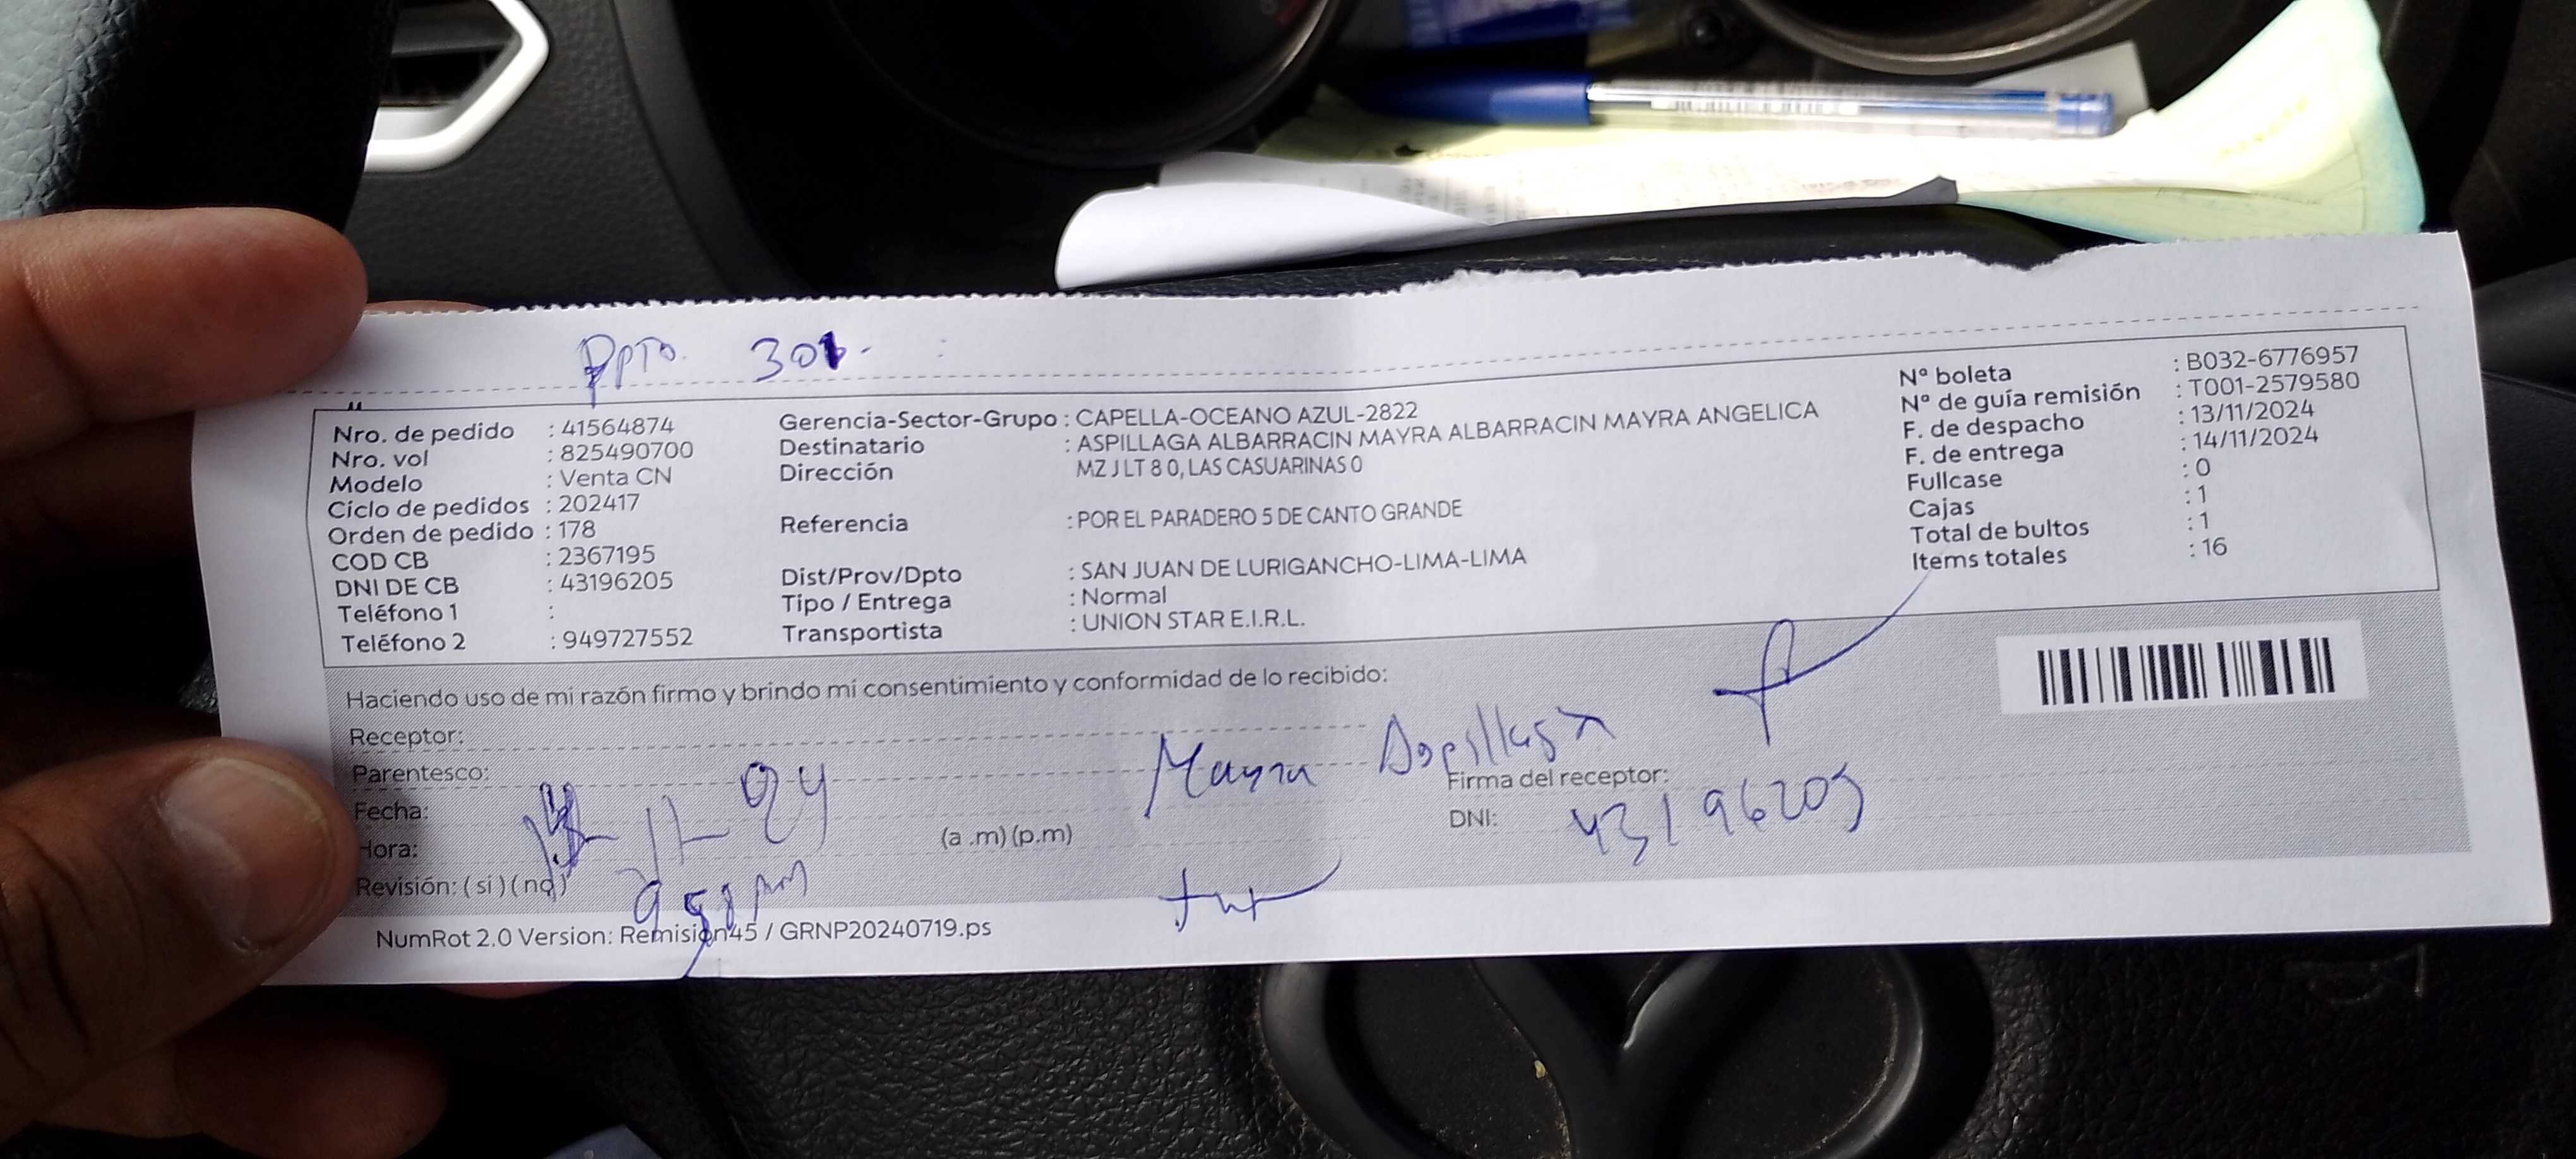 Dpto. 301.
Nro. de pedido : 41564874
Nro. vol : 825490700
Modelo : Venta CN
Ciclo de pedidos : 202417
Orden de pedido : 178
COD CB : 2367195
DNI DE CB : 43196205
Teléfono 1 :
Teléfono 2 : 949727552
Gerencia-Sector-Grupo : CAPELLA-OCEANO AZUL-2822
Destinatario : ASPILLAGA ALBARRACIN MAYRA ALBARRACIN MAYRA ANGELICA
Dirección MZ J LT 8 0, LAS CASUARINAS 0
Referencia : POR EL PARADERO 5 DE CANTO GRANDE
Dist/Prov/Dpto : SAN JUAN DE LURIGANCHO-LIMA-LIMA
Tipo / Entrega : Normal
Transportista : UNION STAR E.I.R.L.
N° boleta : B032-6776957
N° de guía remisión : T001-2579580
F. de despacho : 13/11/2024
F. de entrega : 14/11/2024
Fullcase : 0
Cajas : 1
Total de bultos : 1
Items totales : 16
Haciendo uso de mi razón firmo y brindo mi consentimiento y conformidad de lo recibido:
Receptor: Mayra Aspillaga
Parentesco:
Fecha: 11-24
Hora: (a .m) (p.m)
Revisión: ( si ) ( no )
Firma del receptor:
DNI: 43196205
NumRot 2.0 Version: Remision45 / GRNP20240719.ps